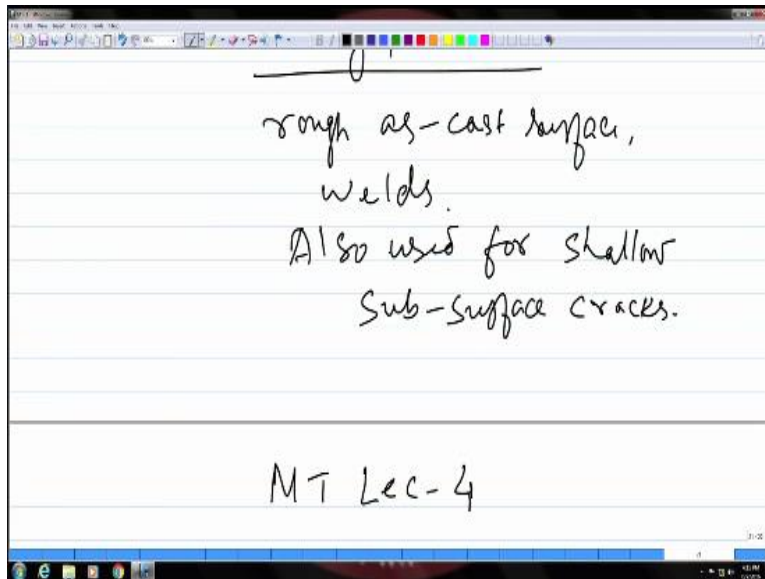 rough as-cast surface,
welds.
Also used for shallow
sub-surface cracks.
MT Lec-4